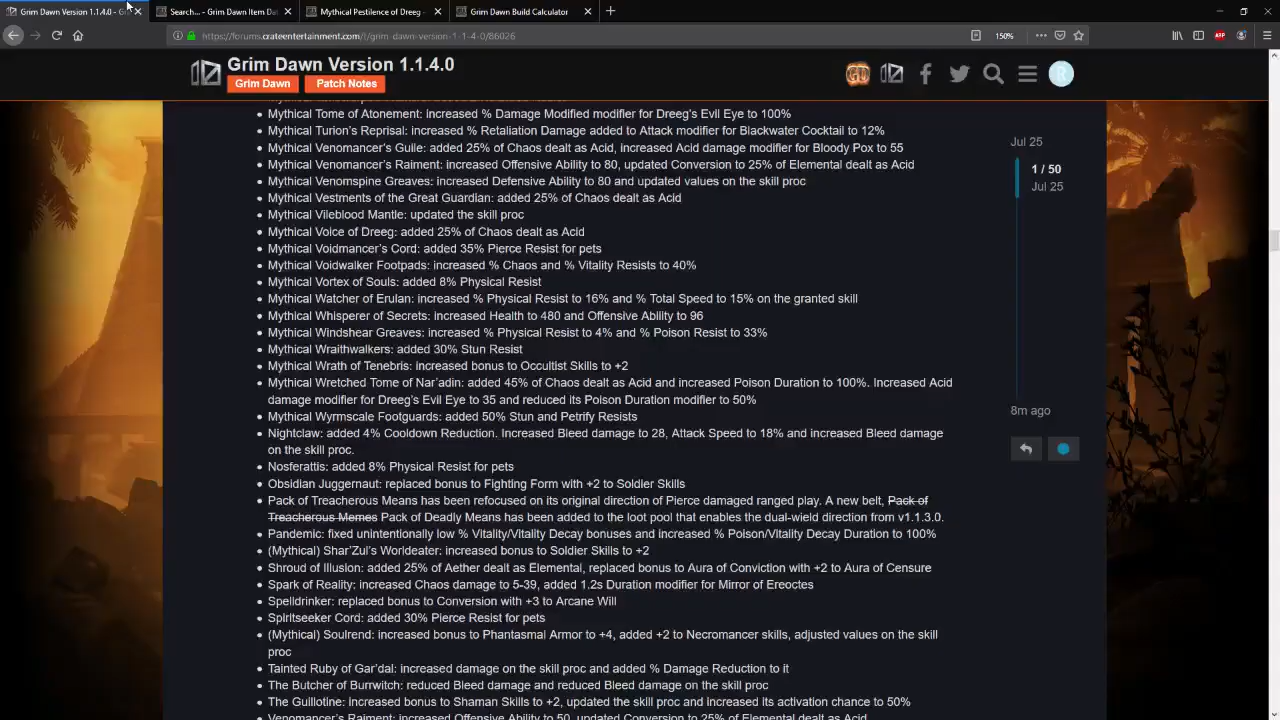 Grim Dawn Version 1.1.4.0 - G
Search... - Grim Dawn Item Da
Mythical Pestilence of Dreeg -
Grim Dawn Build Calculator
https://forums.crateentertainment.com/t/grim-dawn-version-1-1-4-0/86026
150%
ABP
Grim Dawn Version 1.1.4.0
Grim Dawn
Patch Notes
R
Mythical Tome of Atonement: increased % Damage Modified modifier for Dreeg's Evil Eye to 100%
Mythical Turion's Reprisal: increased % Retaliation Damage added to Attack modifier for Blackwater Cocktail to 12%
Mythical Venomancer's Guile: added 25% of Chaos dealt as Acid, increased Acid damage modifier for Bloody Pox to 55
Mythical Venomancer's Raiment: increased Offensive Ability to 80, updated Conversion to 25% of Elemental dealt as Acid
Mythical Venomspine Greaves: increased Defensive Ability to 80 and updated values on the skill proc
Mythical Vestments of the Great Guardian: added 25% of Chaos dealt as Acid
Mythical Vileblood Mantle: updated the skill proc
Mythical Voice of Dreeg: added 25% of Chaos dealt as Acid
Mythical Voidmancer's Cord: added 35% Pierce Resist for pets
Mythical Voidwalker Footpads: increased % Chaos and % Vitality Resists to 40%
Mythical Vortex of Souls: added 8% Physical Resist
Mythical Watcher of Erulan: increased % Physical Resist to 16% and % Total Speed to 15% on the granted skill
Mythical Whisperer of Secrets: increased Health to 480 and Offensive Ability to 96
Mythical Windshear Greaves: increased % Physical Resist to 4% and % Poison Resist to 33%
Mythical Wraithwalkers: added 30% Stun Resist
Mythical Wrath of Tenebris: increased bonus to Occultist Skills to +2
Mythical Wretched Tome of Nar'adin: added 45% of Chaos dealt as Acid and increased Poison Duration to 100%. Increased Acid
damage modifier for Dreeg's Evil Eye to 35 and reduced its Poison Duration modifier to 50%
Mythical Wyrmscale Footguards: added 50% Stun and Petrify Resists
Nightclaw: added 4% Cooldown Reduction. Increased Bleed damage to 28, Attack Speed to 18% and increased Bleed damage
on the skill proc.
Nosferattis: added 8% Physical Resist for pets
Obsidian Juggernaut: replaced bonus to Fighting Form with +2 to Soldier Skills
Pack of Treacherous Means has been refocused on its original direction of Pierce damaged ranged play. A new belt, Pack of
Treacherous Memes Pack of Deadly Means has been added to the loot pool that enables the dual-wield direction from v1.1.3.0.
Pandemic: fixed unintentionally low % Vitality/Vitality Decay bonuses and increased % Poison/Vitality Decay Duration to 100%
(Mythical) Shar'Zul's Worldeater: increased bonus to Soldier Skills to +2
Shroud of Illusion: added 25% of Aether dealt as Elemental, replaced bonus to Aura of Conviction with +2 to Aura of Censure
Spark of Reality: increased Chaos damage to 5-39, added 1.2s Duration modifier for Mirror of Ereoctes
Spelldrinker: replaced bonus to Conversion with +3 to Arcane Will
Spiritseeker Cord: added 30% Pierce Resist for pets
(Mythical) Soulrend: increased bonus to Phantasmal Armor to +4, added +2 to Necromancer skills, adjusted values on the skill
proc
Tainted Ruby of Gar'dal: increased damage on the skill proc and added % Damage Reduction to it
The Butcher of Burrwitch: reduced Bleed damage and reduced Bleed damage on the skill proc
The Guillotine: increased bonus to Shaman Skills to +2, updated the skill proc and increased its activation chance to 50%
Venomancer's Raiment: increased Offensive Ability to 50, updated Conversion to 25% of Elemental dealt as Acid
Jul 25
1 / 50
Jul 25
8m ago